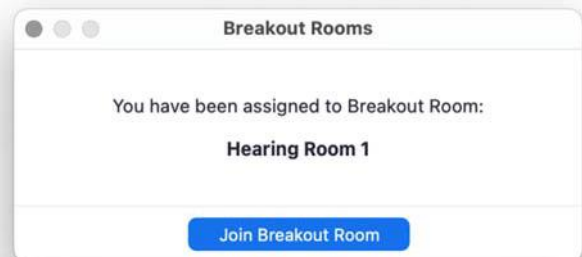 Breakout Rooms
You have been assigned to Breakout Room:
Hearing Room 1
Join Breakout Room